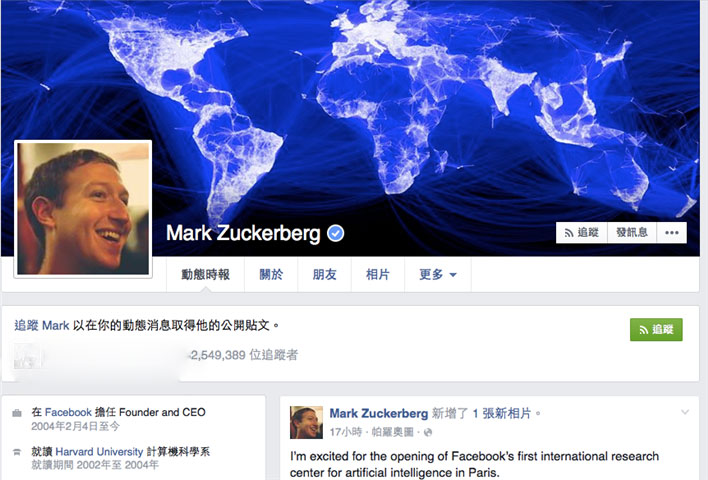 Mark Zuckerberg
追蹤
發訊息
動態時報
關於
朋友
相片
更多
追蹤 Mark 以在你的動態消息取得他的公開貼文。
追蹤
2,549,389 位追蹤者
在 Facebook 擔任 Founder and CEO
2004年2月4日至今
就讀 Harvard University 計算機科學系
就讀期間 2002年至 2004年
Mark Zuckerberg 新增了 1 張新相片。
17小時 · 帕羅奧圖 ·
I'm excited for the opening of Facebook's first international research
center for artificial intelligence in Paris.